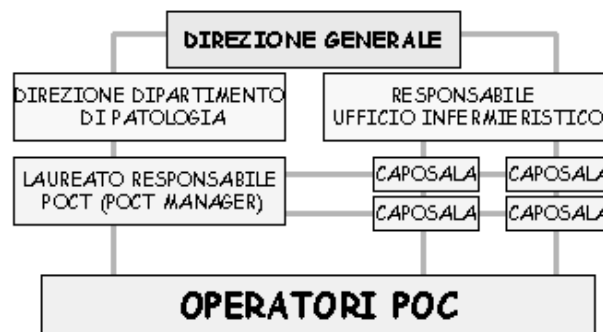 DIREZIONE GENERALE
DIREZIONE DIPARTIMENTO
DI PATOLOGIA
RESPONSABILE
UFFICIO INFERMIERISTICO
LAUREATO RESPONSABILE
POCT (POCT MANAGER)
CAPOSALA
CAPOSALA
CAPOSALA
CAPOSALA
OPERATORI POC